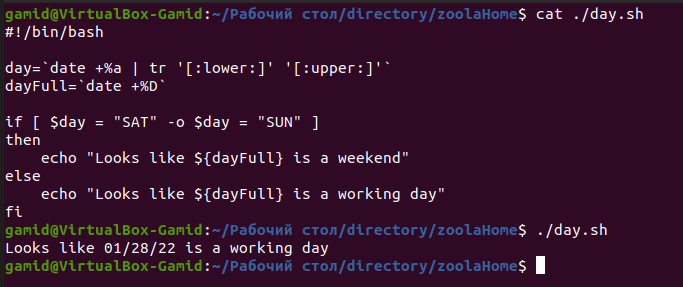 gamid@VirtualBox-Gamid:~/Рабочий стол/directory/zoolaHome$ cat ./day.sh
#!/bin/bash

day=`date +%a | tr '[:lower:]' '[:upper:]'`
dayFull=`date +%D`

if [ $day = "SAT" -o $day = "SUN" ]
then
    echo "Looks like ${dayFull} is a weekend"
else
    echo "Looks like ${dayFull} is a working day"
fi
gamid@VirtualBox-Gamid:~/Рабочий стол/directory/zoolaHome$ ./day.sh
Looks like 01/28/22 is a working day
gamid@VirtualBox-Gamid:~/Рабочий стол/directory/zoolaHome$